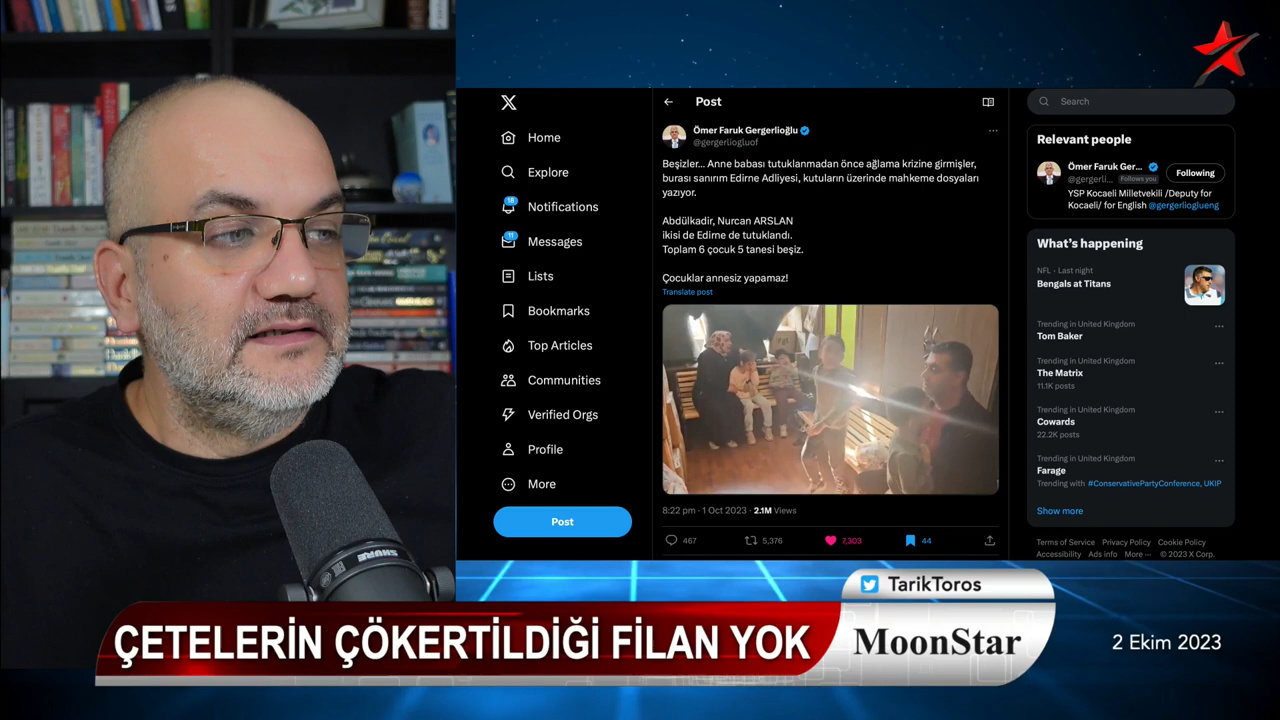 X
Home
Explore
18
Notifications
11
Messages
Lists
Bookmarks
Top Articles
Communities
Verified Orgs
Profile
More
Post
Post
Ömer Faruk Gergerlioğlu
@gergerliogluof
Beşizler... Anne babası tutuklanmadan önce ağlama krizine girmişler,
burası sanırım Edirne Adliyesi, kutuların üzerinde mahkeme dosyaları
yazıyor.
Abdülkadir, Nurcan ARSLAN
ikisi de Edirne de tutuklandı.
Toplam 6 çocuk 5 tanesi beşiz.
Çocuklar annesiz yapamaz!
Translate post
8:22 pm · 1 Oct 2023 · 2.1M Views
467 5,376 7,303 44
Search
Relevant people
Ömer Faruk Ger...
@gergerli... Follows you
Following
YSP Kocaeli Milletvekili /Deputy for
Kocaeli/ for English @gergerlioglueng
What's happening
NFL · Last night
Bengals at Titans
Trending in United Kingdom
Tom Baker
Trending in United Kingdom
The Matrix
11.1K posts
Trending in United Kingdom
Cowards
22.2K posts
Trending in United Kingdom
Farage
Trending with #ConservativePartyConference, UKIP
Show more
Terms of Service Privacy Policy Cookie Policy
Accessibility Ads info More ··· © 2023 X Corp.
SHURE
TarikToros
ÇETELERİN ÇÖKERTİLDİĞİ FİLAN YOK
MoonStar
2 Ekim 2023